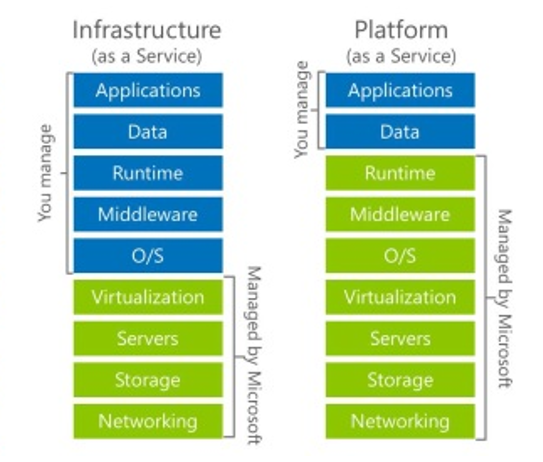 Infrastructure
(as a Service)
You manage
Applications
Data
Runtime
Middleware
O/S
Virtualization
Servers
Storage
Networking
Managed by Microsoft
Platform
(as a Service)
You manage
Applications
Data
Runtime
Middleware
O/S
Virtualization
Servers
Storage
Networking
Managed by Microsoft